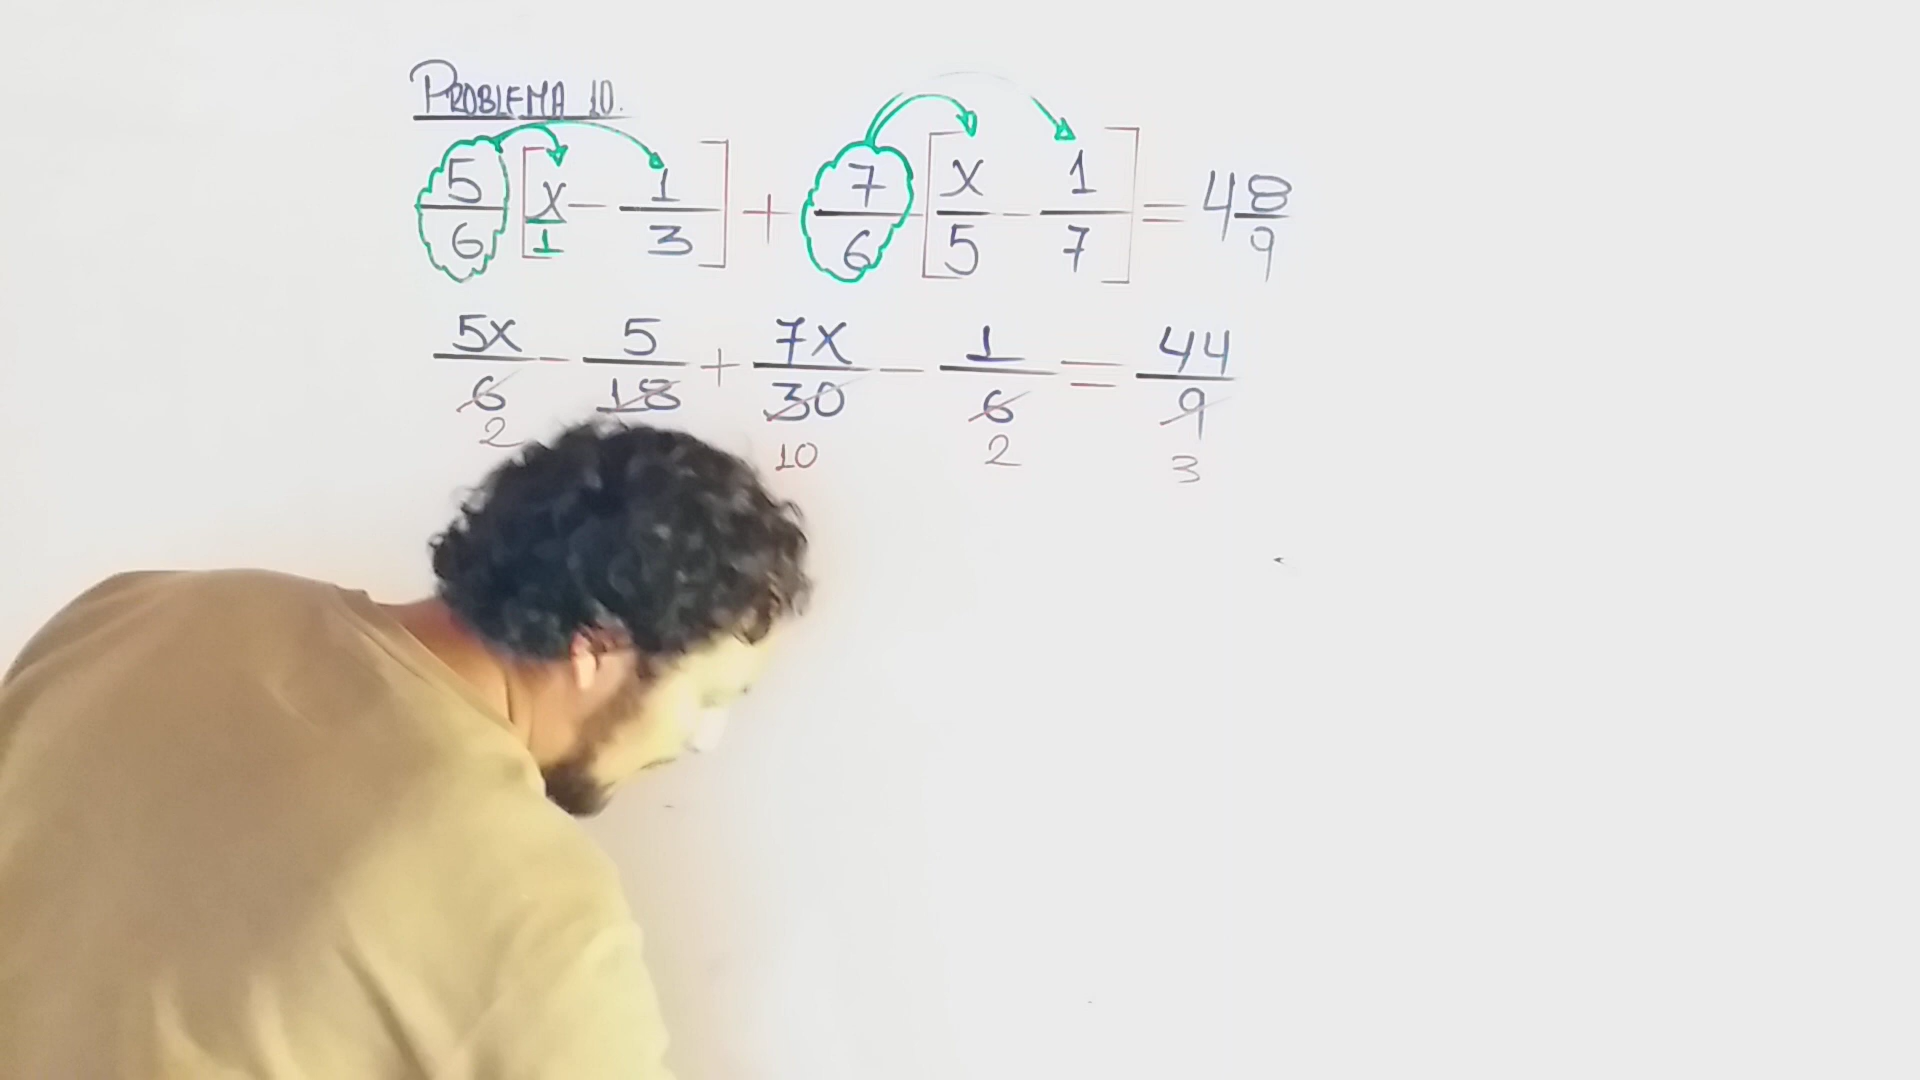 PROBLEMA 10.
5/6 [x/1 - 1/3] + 7/6 [x/5 - 1/7] = 4 8/9
5x/6 - 5/18 + 7x/30 - 1/6 = 44/9
2 10 2 3